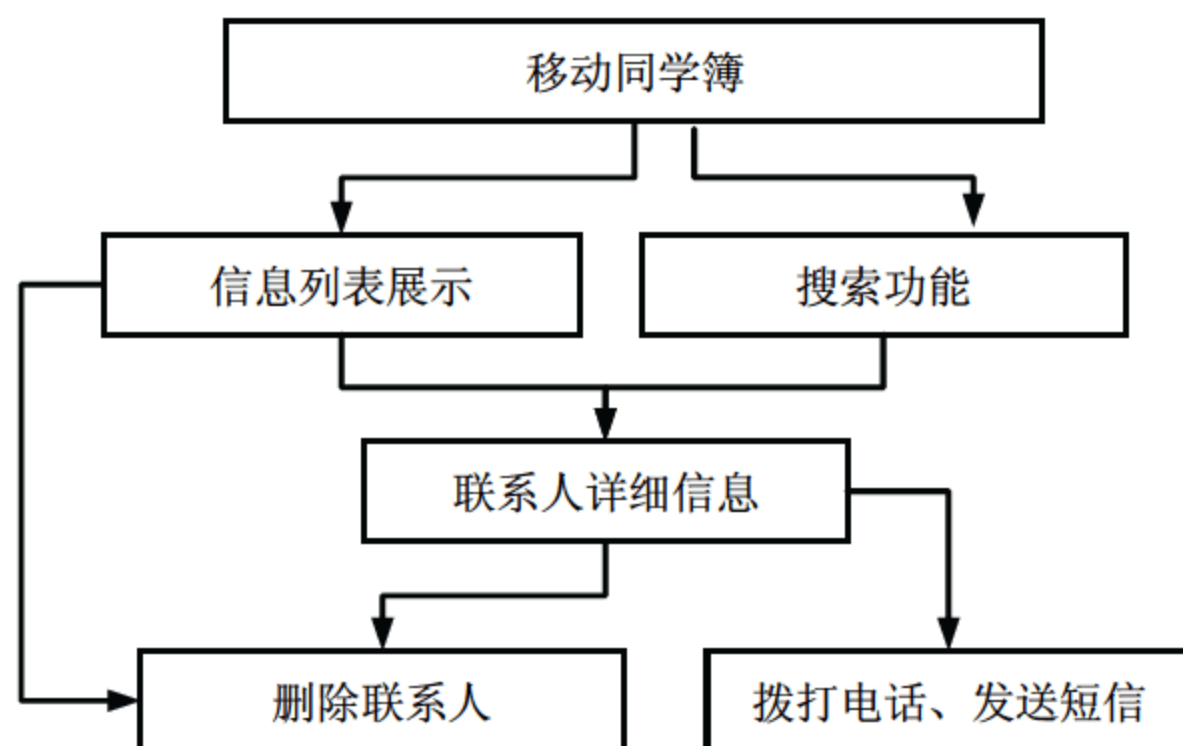 移动同学簿
信息列表展示
搜索功能
联系人详细信息
删除联系人
拨打电话、发送短信